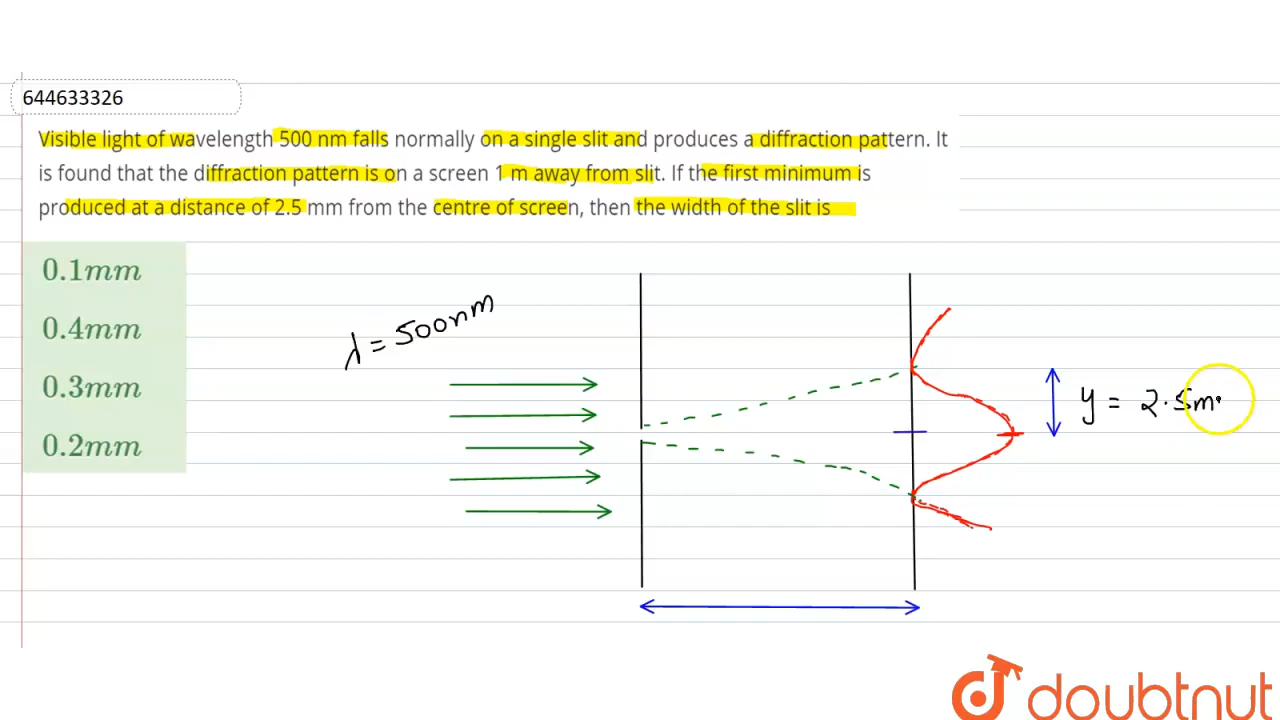 644633326
Visible light of wavelength 500 nm falls normally on a single slit and produces a diffraction pattern. It
is found that the diffraction pattern is on a screen 1 m away from slit. If the first minimum is
produced at a distance of 2.5 mm from the centre of screen, then the width of the slit is
0.1mm
0.4mm
0.3mm
0.2mm
λ = 500nm
y = 2.5m
doubtnut